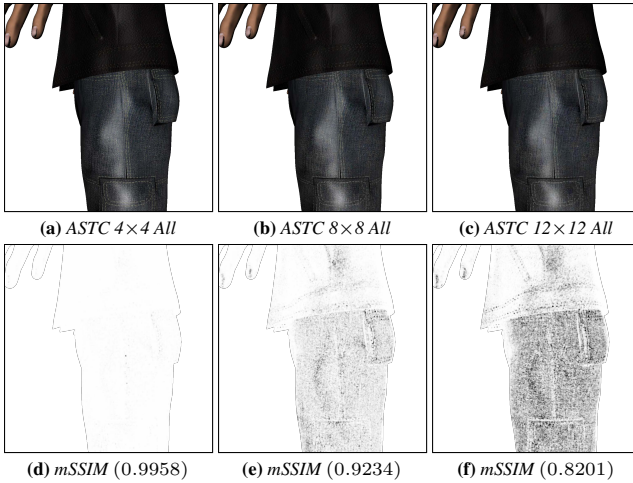 (a) ASTC 4×4 All
(b) ASTC 8×8 All
(c) ASTC 12×12 All
(d) mSSIM (0.9958)
(e) mSSIM (0.9234)
(f) mSSIM (0.8201)